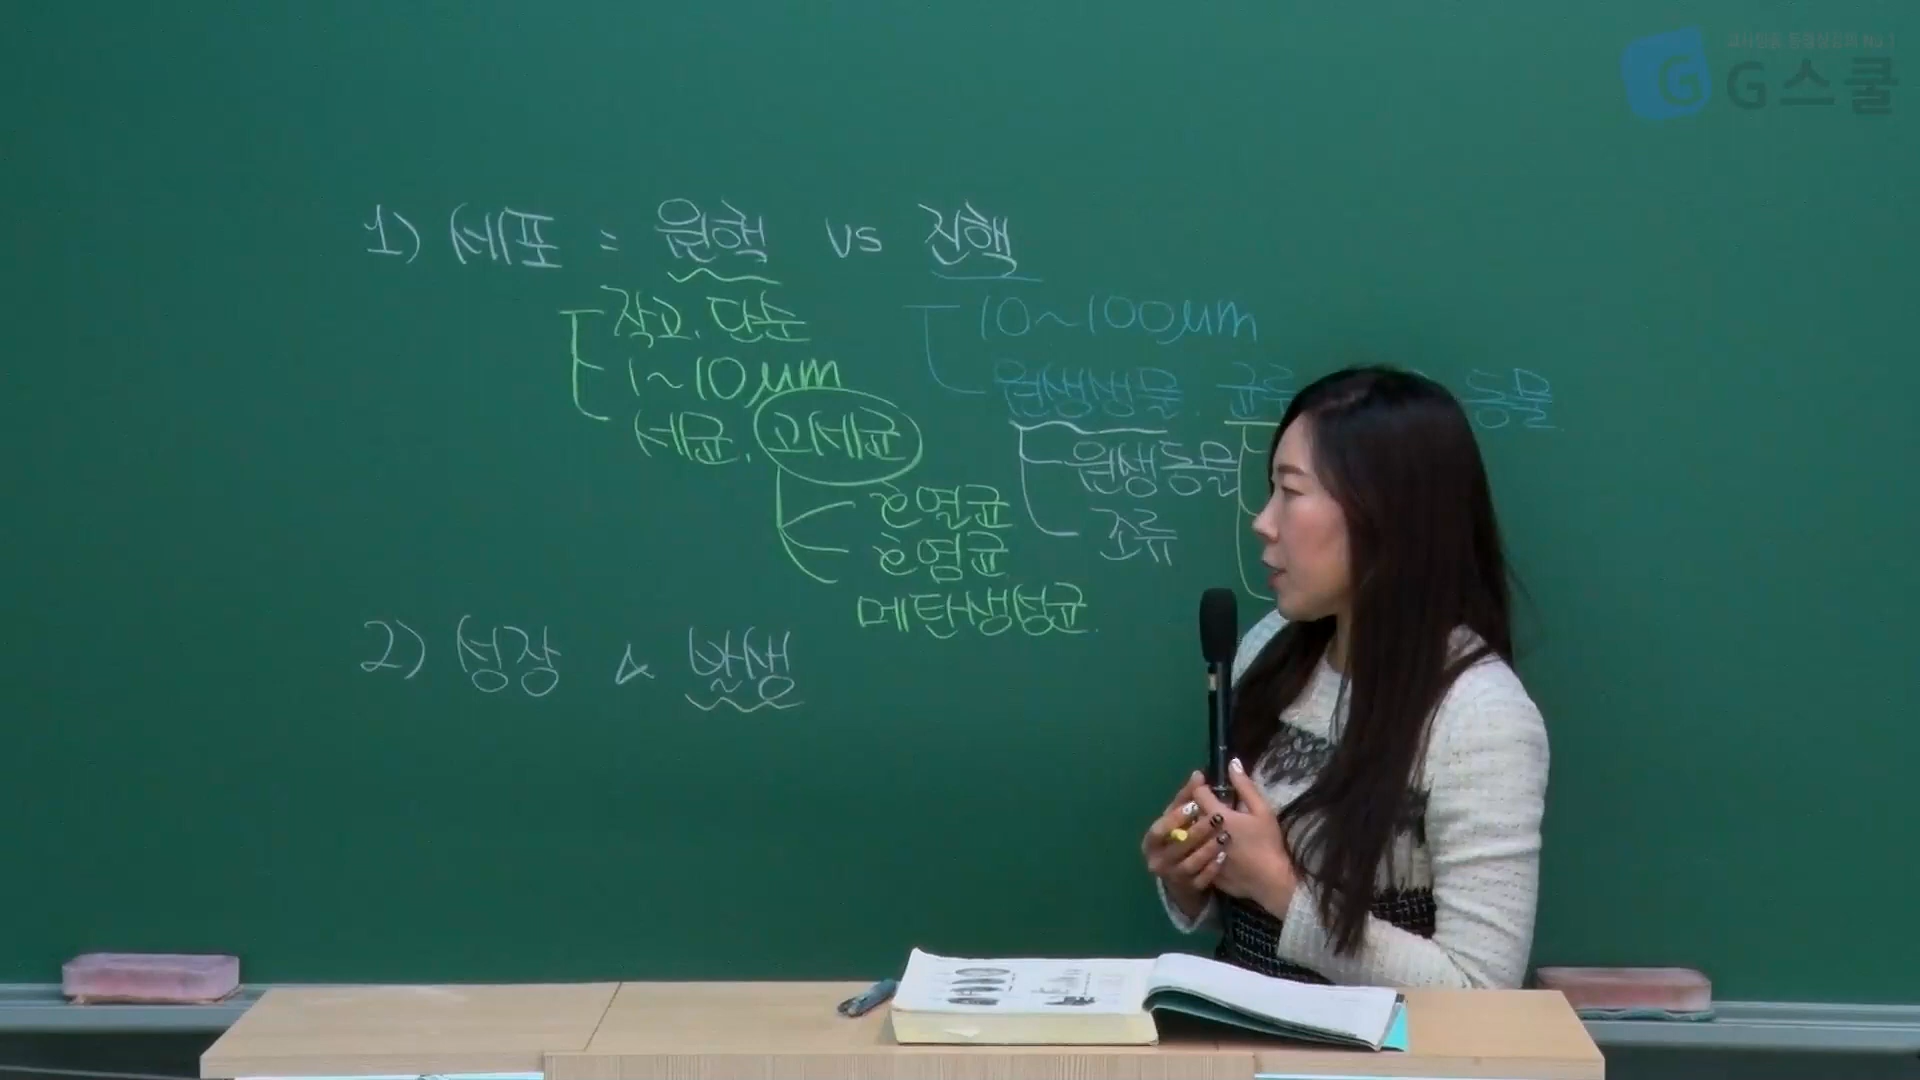 G스쿨
1) 세포 = 원핵 vs 진핵
작고, 단순
1~10μm
세균, 고세균
호열균
호염균
메탄생성균
10~100μm
원생생물, 균류 동물
원생동물
조류
2) 성장 & 발생